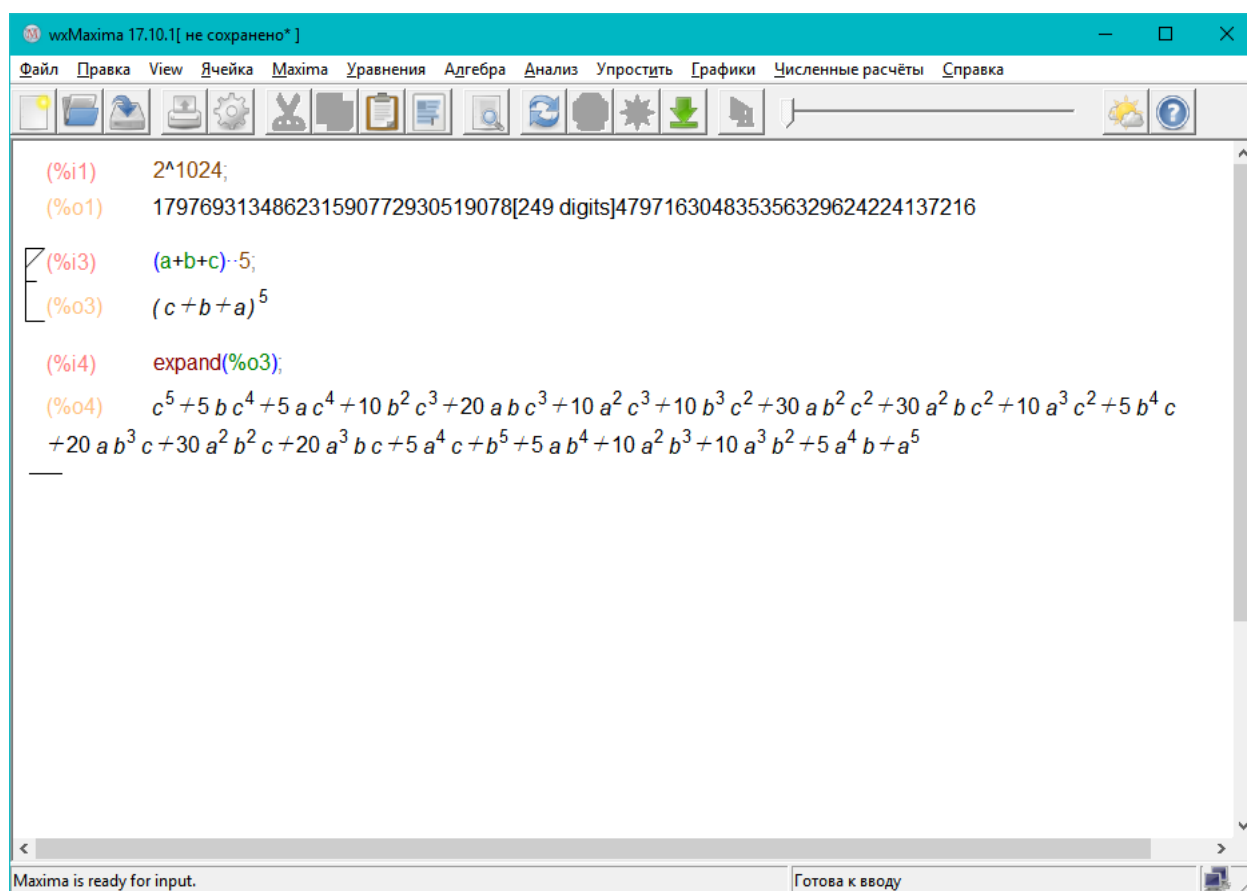 wxMaxima 17.10.1[ не сохранено* ]
Файл Правка View Ячейка Maxima Уравнения Алгебра Анализ Упростить Графики Численные расчёты Справка
(%i1) 2^1024;
(%o1) 179769313486231590772930519078[249 digits]479716304835356329624224137216
(%i3) (a+b+c)··5;
(%o3) (c+b+a)^5
(%i4) expand(%o3);
(%o4) c^5+5 b c^4+5 a c^4+10 b^2 c^3+20 a b c^3+10 a^2 c^3+10 b^3 c^2+30 a b^2 c^2+30 a^2 b c^2+10 a^3 c^2+5 b^4 c
+20 a b^3 c+30 a^2 b^2 c+20 a^3 b c+5 a^4 c+b^5+5 a b^4+10 a^2 b^3+10 a^3 b^2+5 a^4 b+a^5
Maxima is ready for input. Готова к вводу